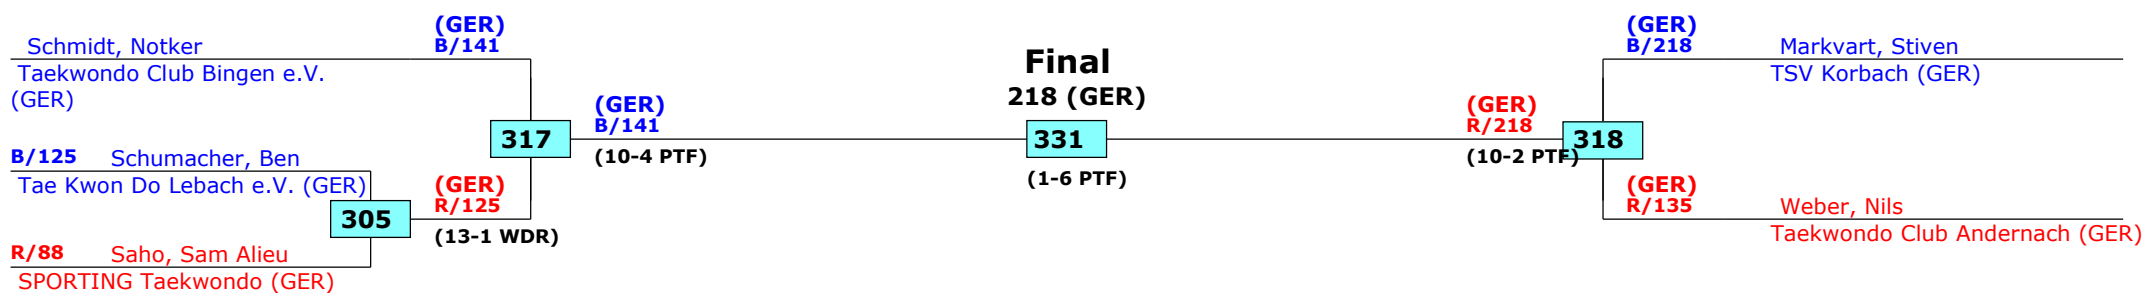 (GER)
B/141
Schmidt, Notker
Taekwondo Club Bingen e.V.
(GER)
B/125 Schumacher, Ben
Tae Kwon Do Lebach e.V. (GER)
305
R/88 Saho, Sam Alieu
SPORTING Taekwondo (GER)
(GER)
R/125
(13-1 WDR)
317
(GER)
B/141
(10-4 PTF)
Final
218 (GER)
331
(1-6 PTF)
(GER)
R/218
(10-2 PTF)
318
(GER)
B/218
Markvart, Stiven
TSV Korbach (GER)
(GER)
R/135
Weber, Nils
Taekwondo Club Andernach (GER)